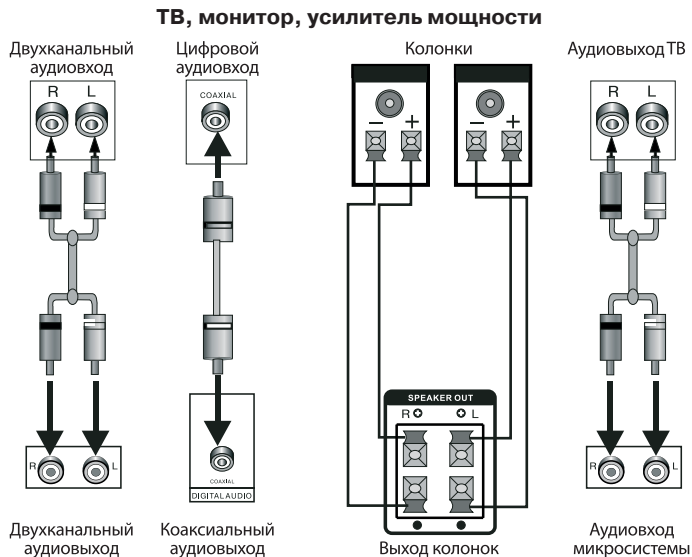 ТВ, монитор, усилитель мощности
Двухканальный
аудиовход
Цифровой
аудиовход
Колонки
Аудиовыход ТВ
R L
COAXIAL
− +
− +
R L
SPEAKER OUT
R L
R L
COAXIAL
DIGITAL AUDIO
R L
Двухканальный
аудиовыход
Коаксиальный
аудиовыход
Выход колонок
Аудиовход
микросистемы